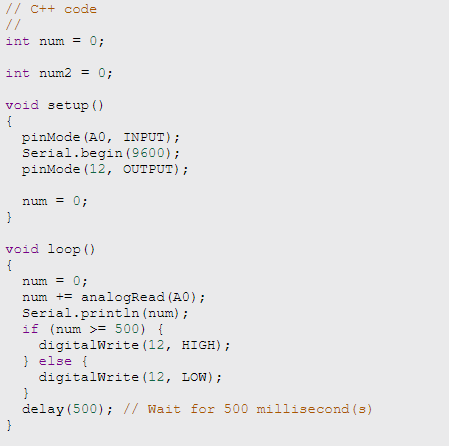 // C++ code
//
int num = 0;
int num2 = 0;
void setup()
{
pinMode(A0, INPUT);
Serial.begin(9600);
pinMode(12, OUTPUT);
num = 0;
}
void loop()
{
num = 0;
num += analogRead(A0);
Serial.println(num);
if (num >= 500) {
digitalWrite(12, HIGH);
} else {
digitalWrite(12, LOW);
}
delay(500); // Wait for 500 millisecond(s)
}